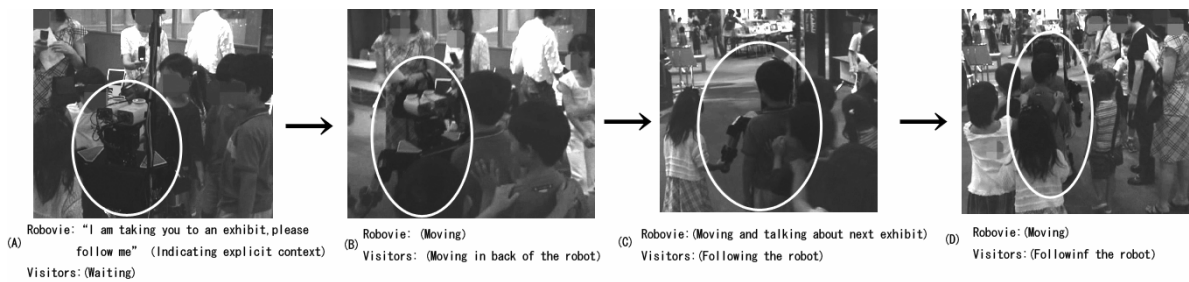 (A) Robovie: “I am taking you to an exhibit, please
follow me” (Indicating explicit context)
Visitors: (Waiting)
(B) Robovie: (Moving)
Visitors: (Moving in back of the robot)
(C) Robovie: (Moving and talking about next exhibit)
Visitors: (Following the robot)
(D) Robovie: (Moving)
Visitors: (Followinf the robot)